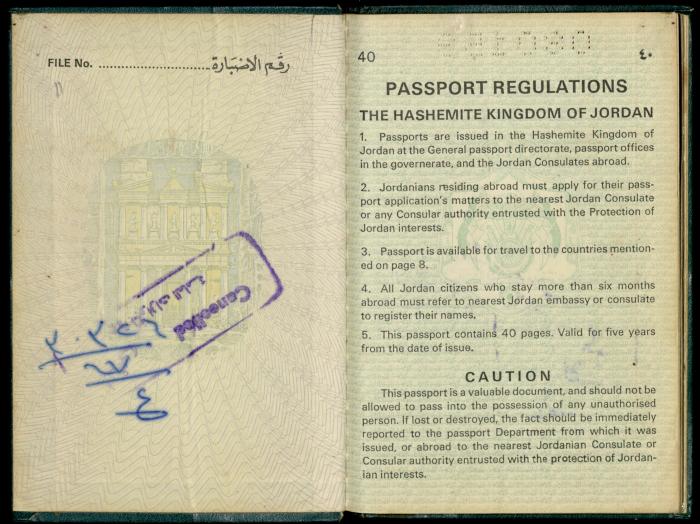 FILE No. ................................ رقم الاضبارة
Cancelled
40
٤٠
PASSPORT REGULATIONS
THE HASHEMITE KINGDOM OF JORDAN
1. Passports are issued in the Hashemite Kingdom of
Jordan at the General passport directorate, passport offices
in the governerate, and the Jordan Consulates abroad.
2. Jordanians residing abroad must apply for their pass-
port application's matters to the nearest Jordan Consulate
or any Consular authority entrusted with the Protection of
Jordan interests.
3. Passport is available for travel to the countries mention-
ed on page 8.
4. All Jordan citizens who stay more than six months
abroad must refer to nearest Jordan embassy or consulate
to register their names.
5. This passport contains 40 pages. Valid for five years
from the date of issue.
CAUTION
This passport is a valuable document, and should not be
allowed to pass into the possession of any unauthorised
person. If lost or destroyed, the fact should be immediately
reported to the passport Department from which it was
issued, or abroad to the nearest Jordanian Consulate or
Consular authority entrusted with the protection of Jordan-
ian interests.